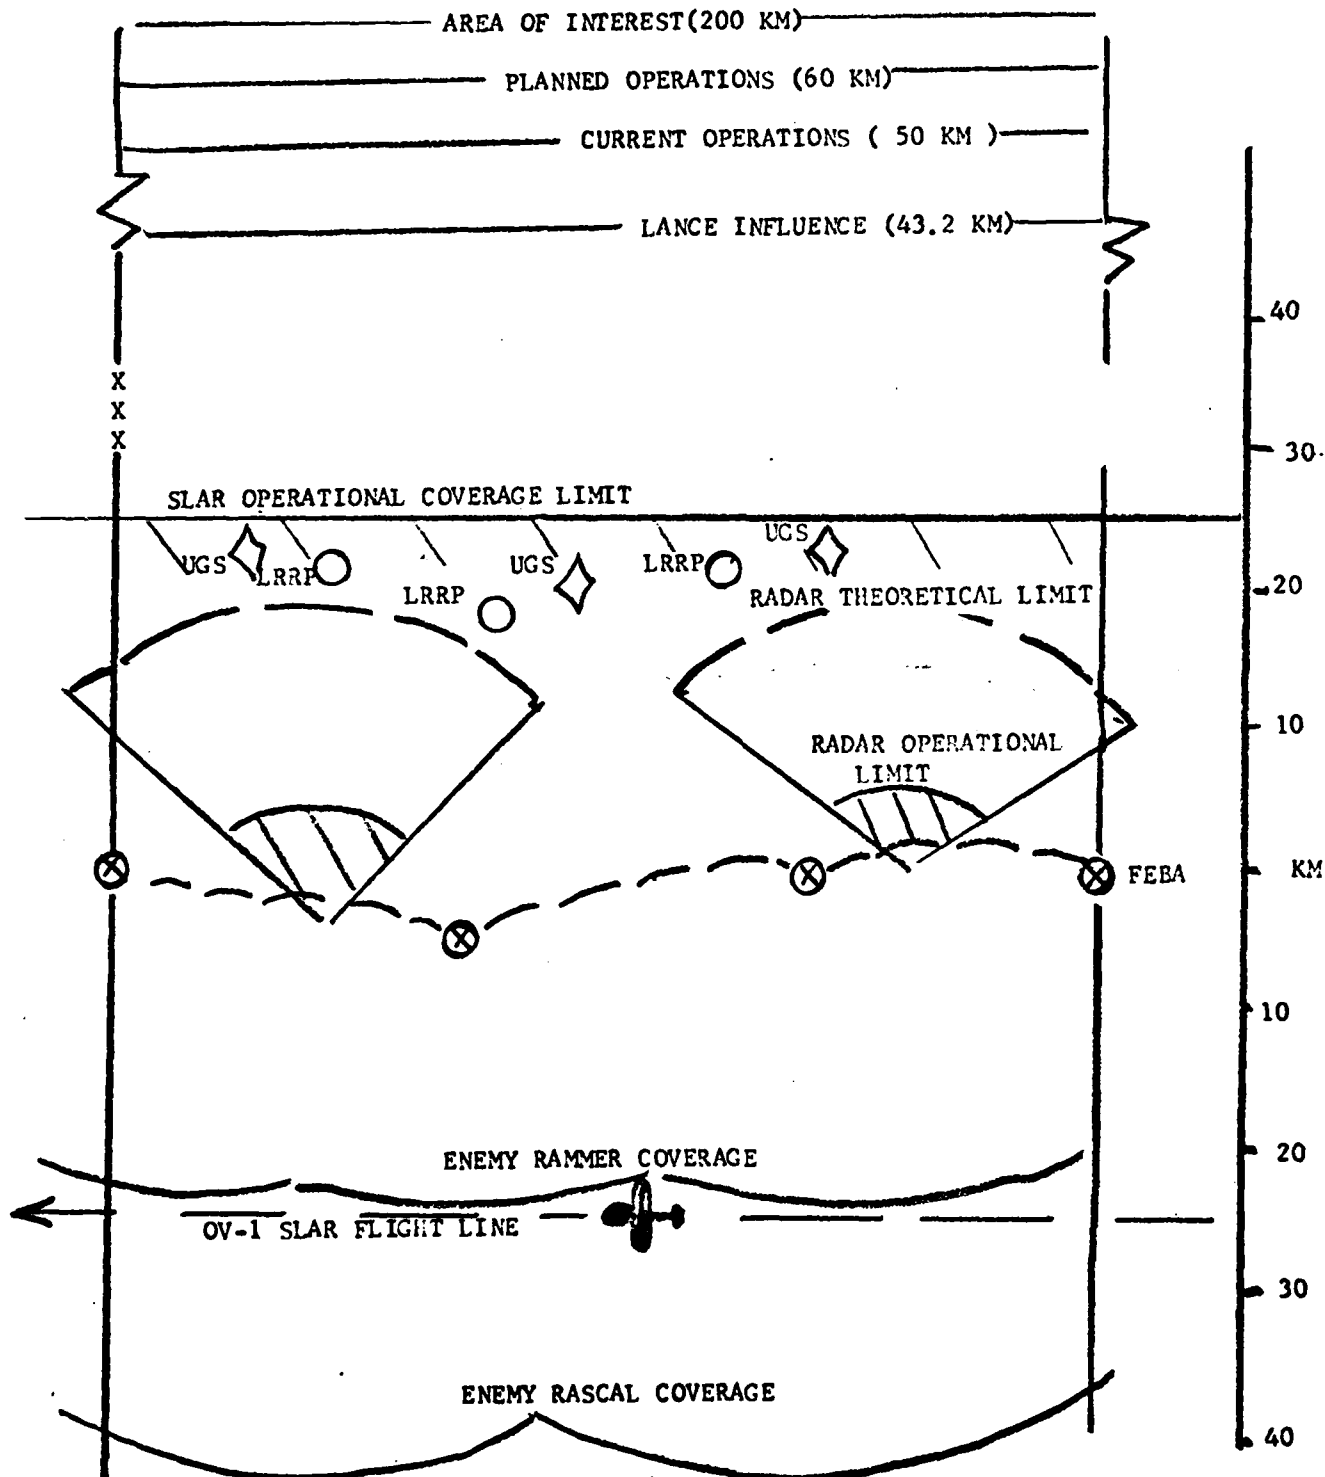 AREA OF INTEREST(200 KM)
PLANNED OPERATIONS (60 KM)
CURRENT OPERATIONS ( 50 KM )
LANCE INFLUENCE (43.2 KM)
40
X
X
X
30
SLAR OPERATIONAL COVERAGE LIMIT
UGS
UGS
LRRP
UGS
LRRP
LRRP
20
RADAR THEORETICAL LIMIT
10
RADAR OPERATIONAL
LIMIT
X
X
X
FEBA
KM
X
10
ENEMY RAMMER COVERAGE
20
OV-1 SLAR FLIGHT LINE
30
ENEMY RASCAL COVERAGE
40